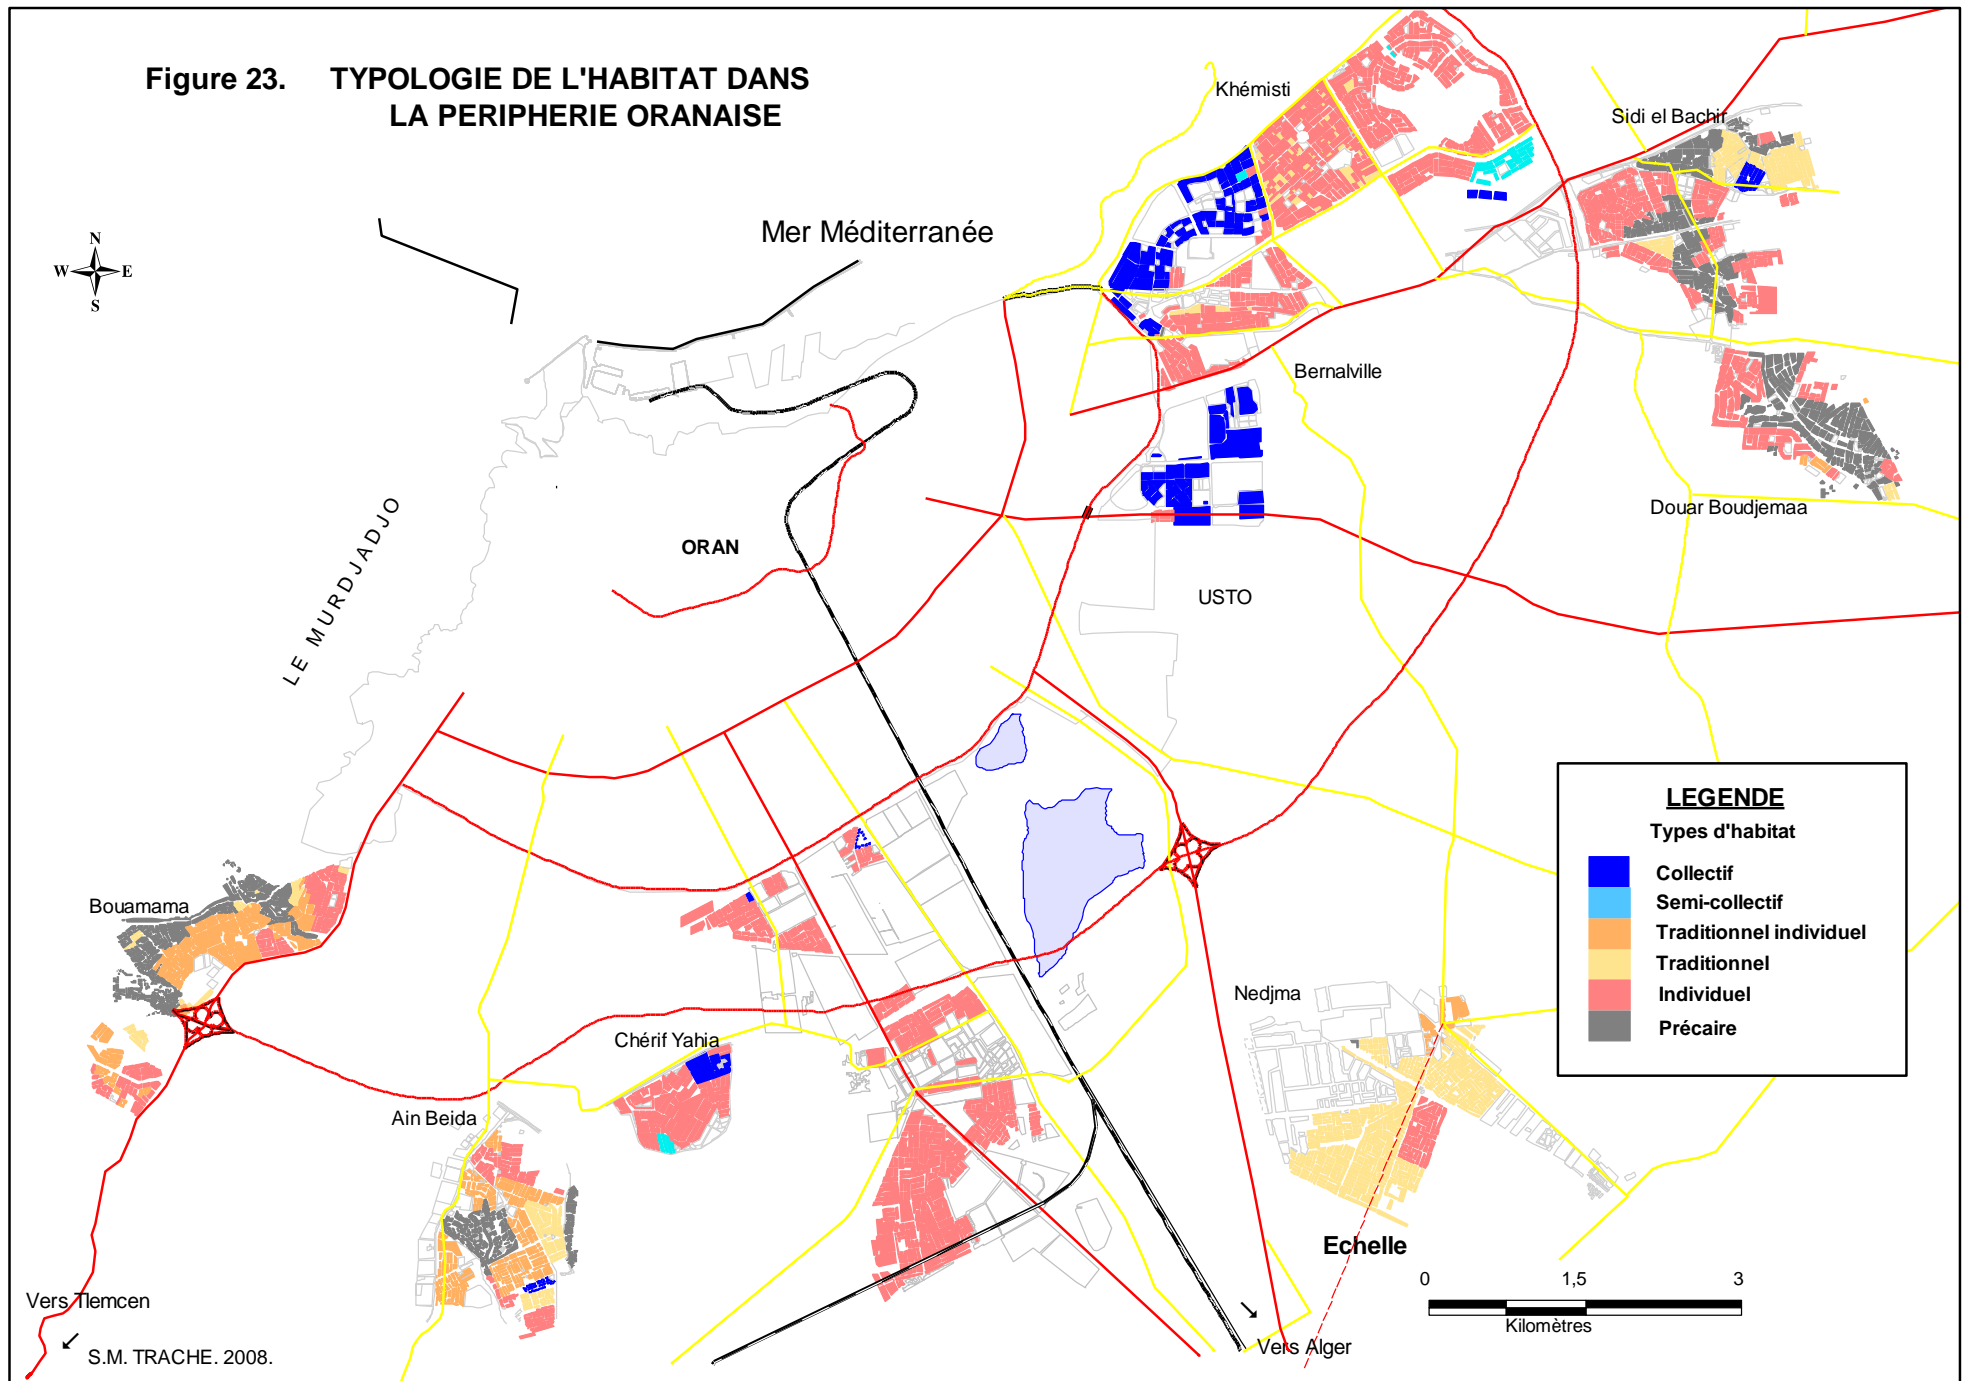 Figure 23. TYPOLOGIE DE L'HABITAT DANS
LA PERIPHERIE ORANAISE
Khémisti
Sidi el Bachir
Mer Méditerranée
N
W E
S
Bernalville
LE MURDJADJO
ORAN
Douar Boudjemaa
USTO
LEGENDE
Types d'habitat
Collectif
Semi-collectif
Traditionnel individuel
Traditionnel
Individuel
Précaire
Bouamama
Nedjma
Chérif Yahia
Ain Beida
Echelle
0 1,5 3
Kilomètres
Vers Tlemcen
Vers Alger
S.M. TRACHE. 2008.